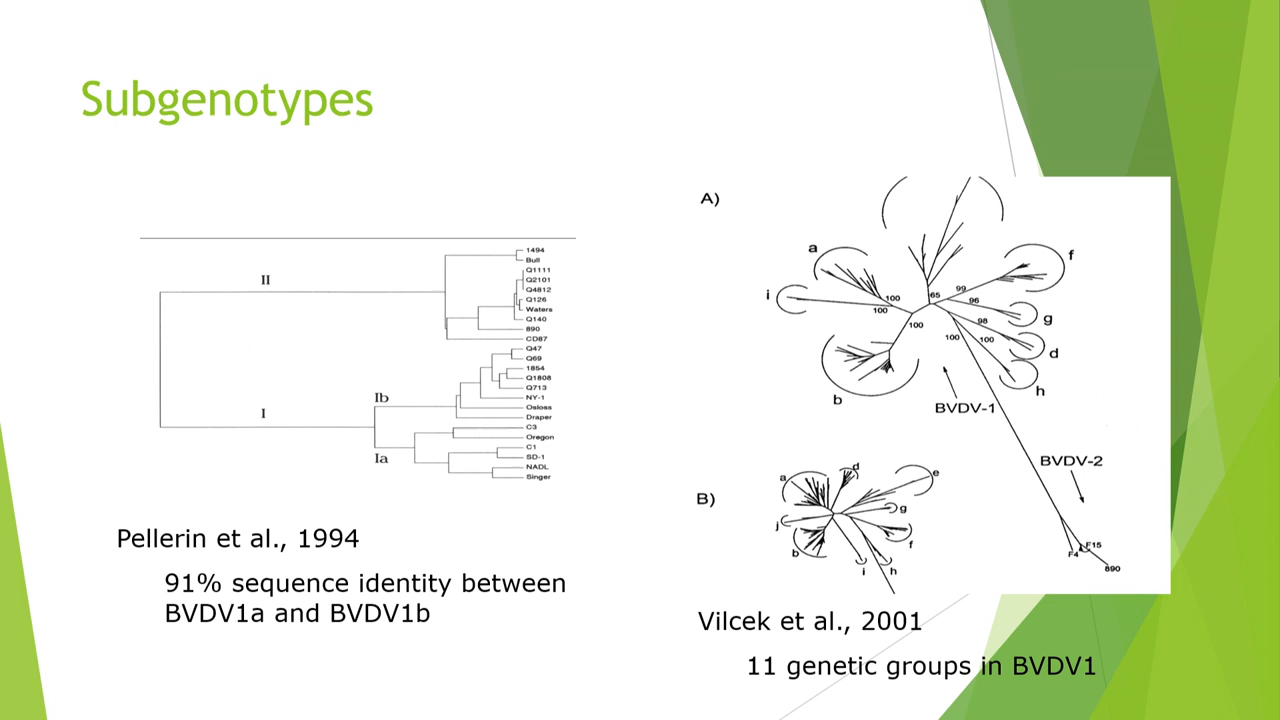 Subgenotypes
II
I
Ib
Ia
1494
Bull
Q1111
Q2101
Q4812
Q126
Waters
Q140
890
CD87
Q47
Q69
1854
Q1808
Q713
NY-1
Osloss
Draper
C3
Oregon
C1
SD-1
NADL
Singer
Pellerin et al., 1994
91% sequence identity between
BVDV1a and BVDV1b
A)
a
f
i
100
100
65
99
96
g
100
98
100
100
d
h
b
BVDV-1
BVDV-2
F15
F4
890
B)
a
d
e
g
j
f
b
i
h
Vilcek et al., 2001
11 genetic groups in BVDV1